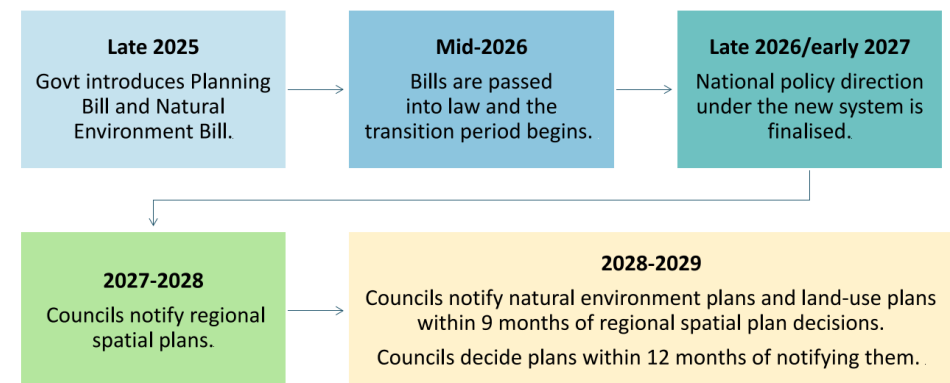 Late 2025
Govt introduces Planning
Bill and Natural
Environment Bill.
Mid-2026
Bills are passed
into law and the
transition period begins.
Late 2026/early 2027
National policy direction
under the new system is
finalised.
2027-2028
Councils notify regional
spatial plans.
2028-2029
Councils notify natural environment plans and land-use plans
within 9 months of regional spatial plan decisions.
Councils decide plans within 12 months of notifying them.